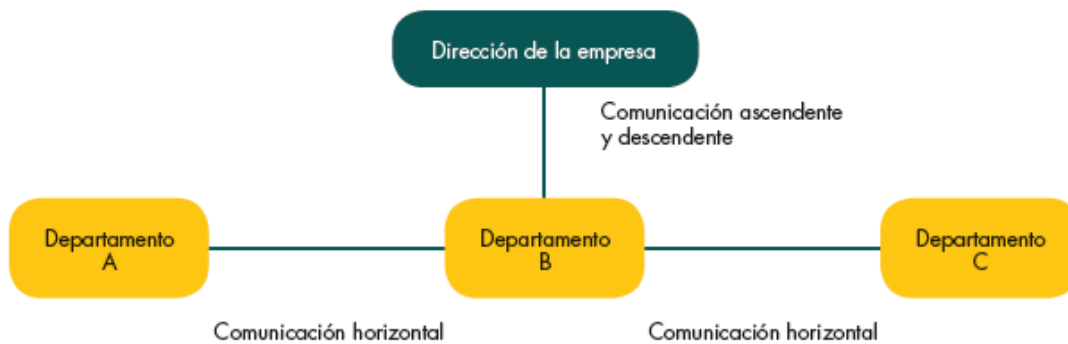 Dirección de la empresa
Comunicación ascendente
y descendente
Departamento
A
Departamento
B
Departamento
C
Comunicación horizontal
Comunicación horizontal